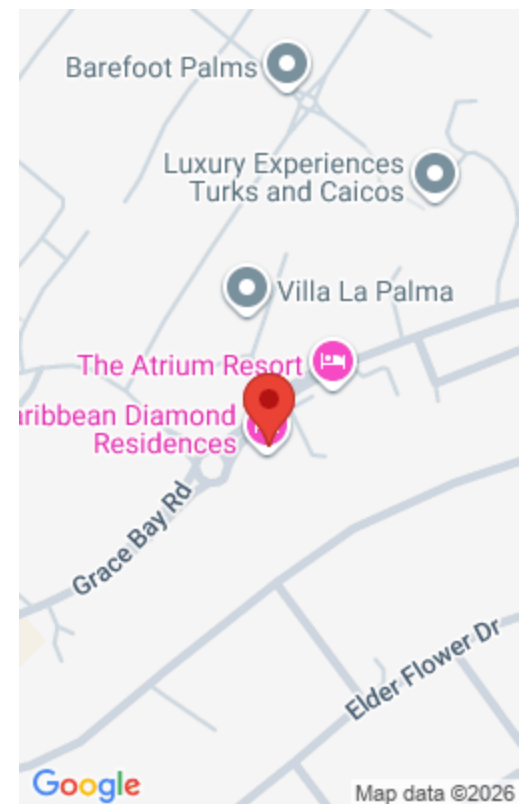 Barefoot Palms
Luxury Experiences
Turks and Caicos
Villa La Palma
The Atrium Resort
aribbean Diamond
Residences
Grace Bay Rd
Elder Flower Dr
Google
Map data ©2026